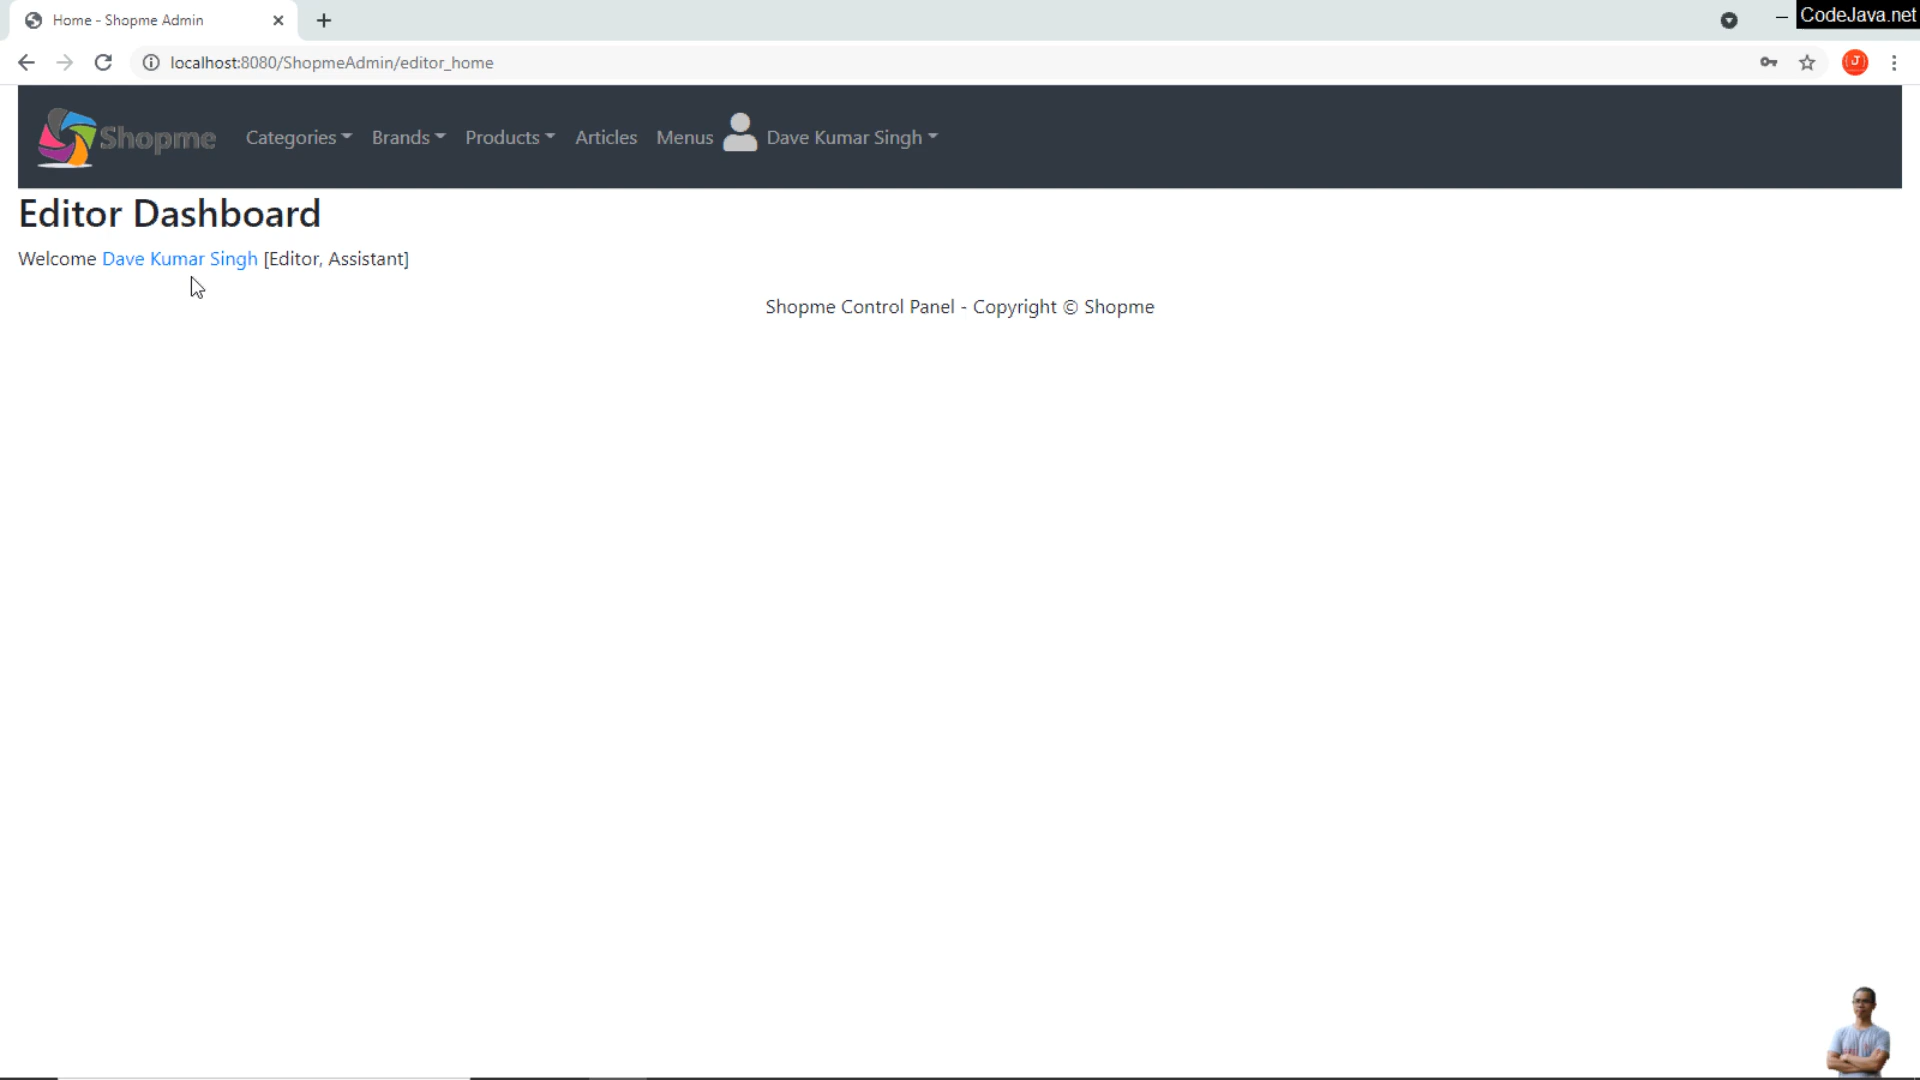 Home - Shopme Admin
CodeJava.net
localhost:8080/ShopmeAdmin/editor_home
J
Shopme Categories Brands Products Articles Menus Dave Kumar Singh
Editor Dashboard
Welcome Dave Kumar Singh [Editor, Assistant]
Shopme Control Panel - Copyright © Shopme